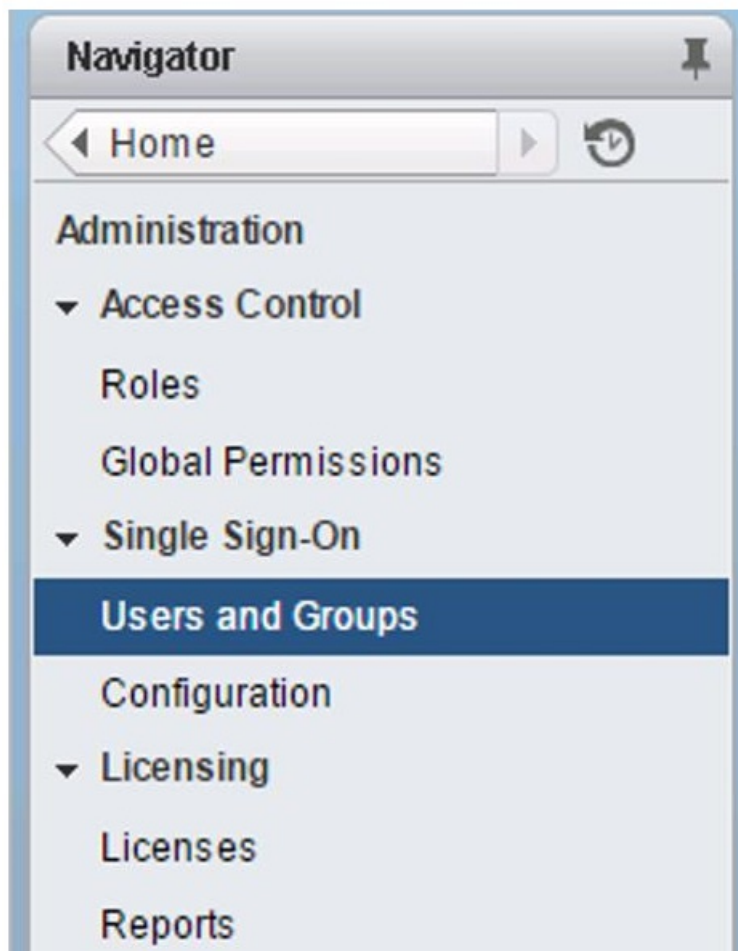 Navigator
Home
Administration
Access Control
Roles
Global Permissions
Single Sign-On
Users and Groups
Configuration
Licensing
Licenses
Reports